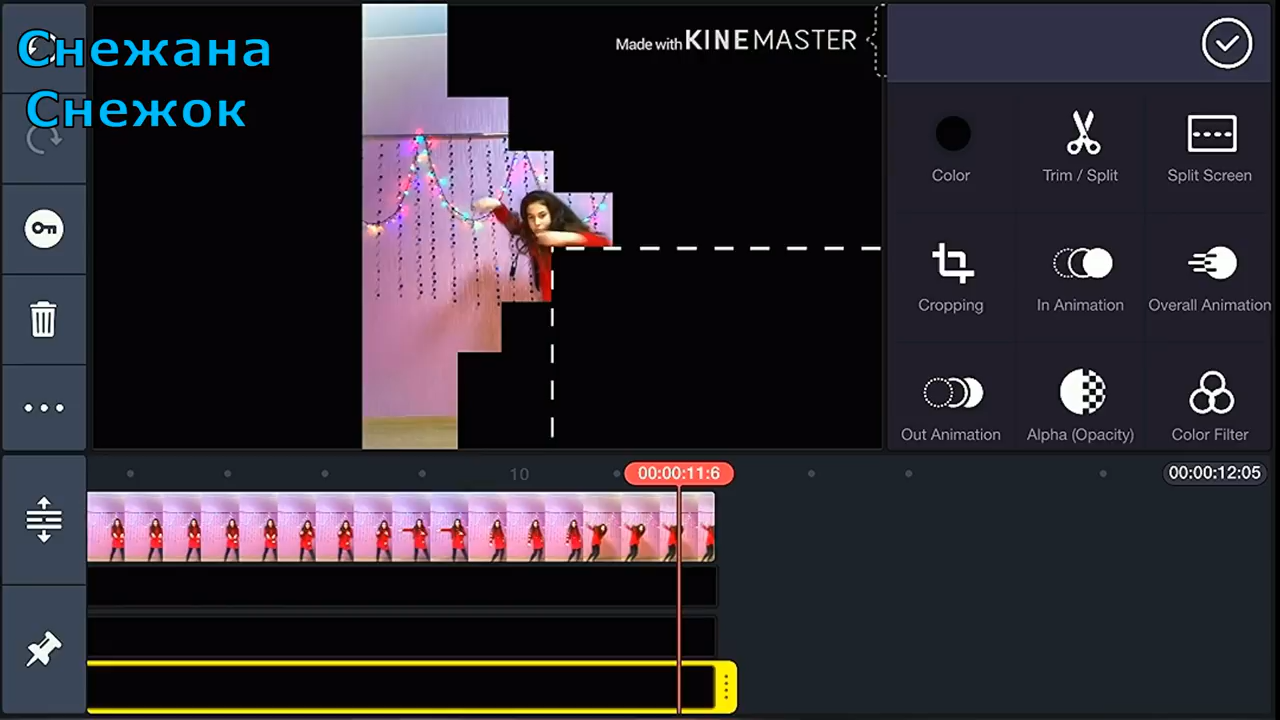 Снежана
Снежок
Made with KINEMASTER
Color
Trim / Split
Split Screen
Cropping
In Animation
Overall Animation
Out Animation
Alpha (Opacity)
Color Filter
10
00:00:11:6
00:00:12:05